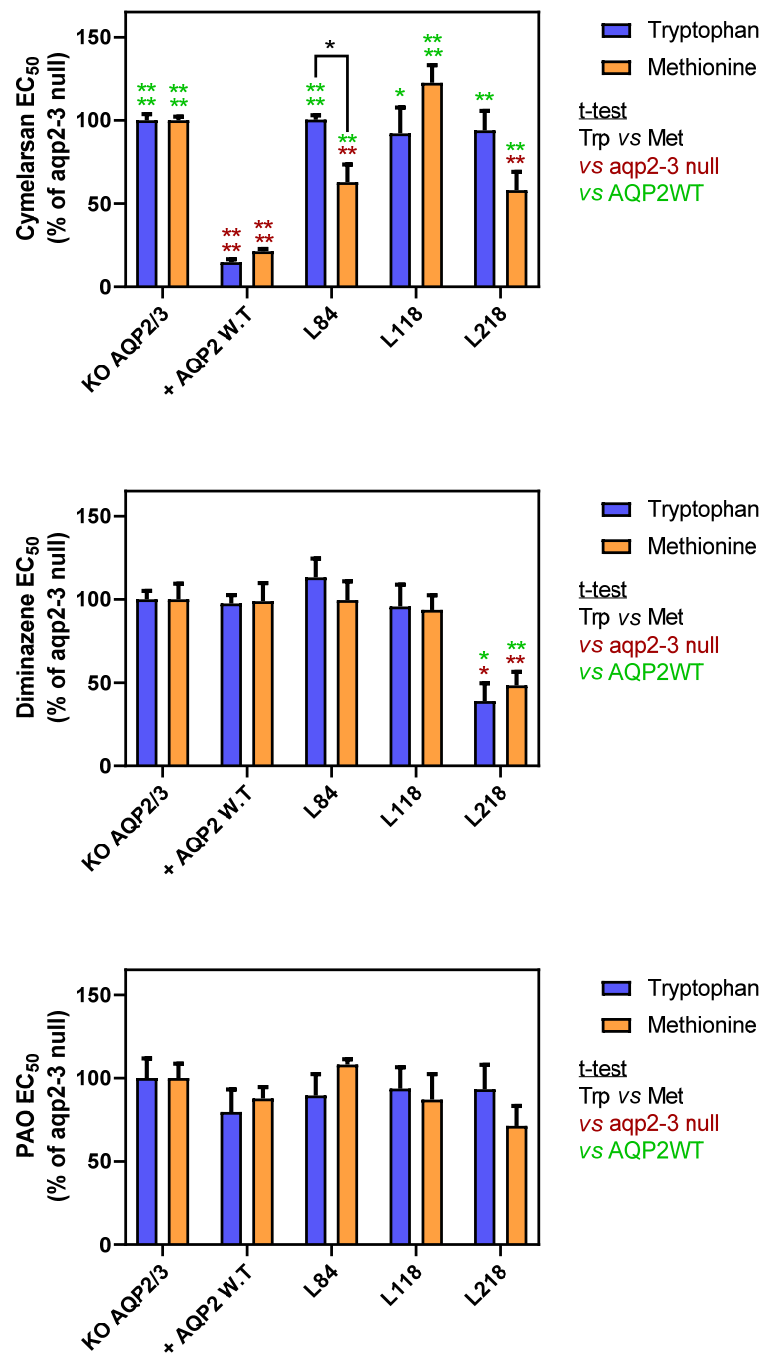 Cymelarsan EC50
(% of aqp2-3 null)
150
100
50
0
**
**
**
**
**
**
**
**
*
**
**
**
**
*
**
**
**
**
**
KO AQP2/3
+ AQP2 W.T
L84
L118
L218
Tryptophan
Methionine
t-test
Trp vs Met
vs aqp2-3 null
vs AQP2WT
Diminazene EC50
(% of aqp2-3 null)
150
100
50
0
*
*
**
**
KO AQP2/3
+ AQP2 W.T
L84
L118
L218
Tryptophan
Methionine
t-test
Trp vs Met
vs aqp2-3 null
vs AQP2WT
PAO EC50
(% of aqp2-3 null)
150
100
50
0
KO AQP2/3
+ AQP2 W.T
L84
L118
L218
Tryptophan
Methionine
t-test
Trp vs Met
vs aqp2-3 null
vs AQP2WT